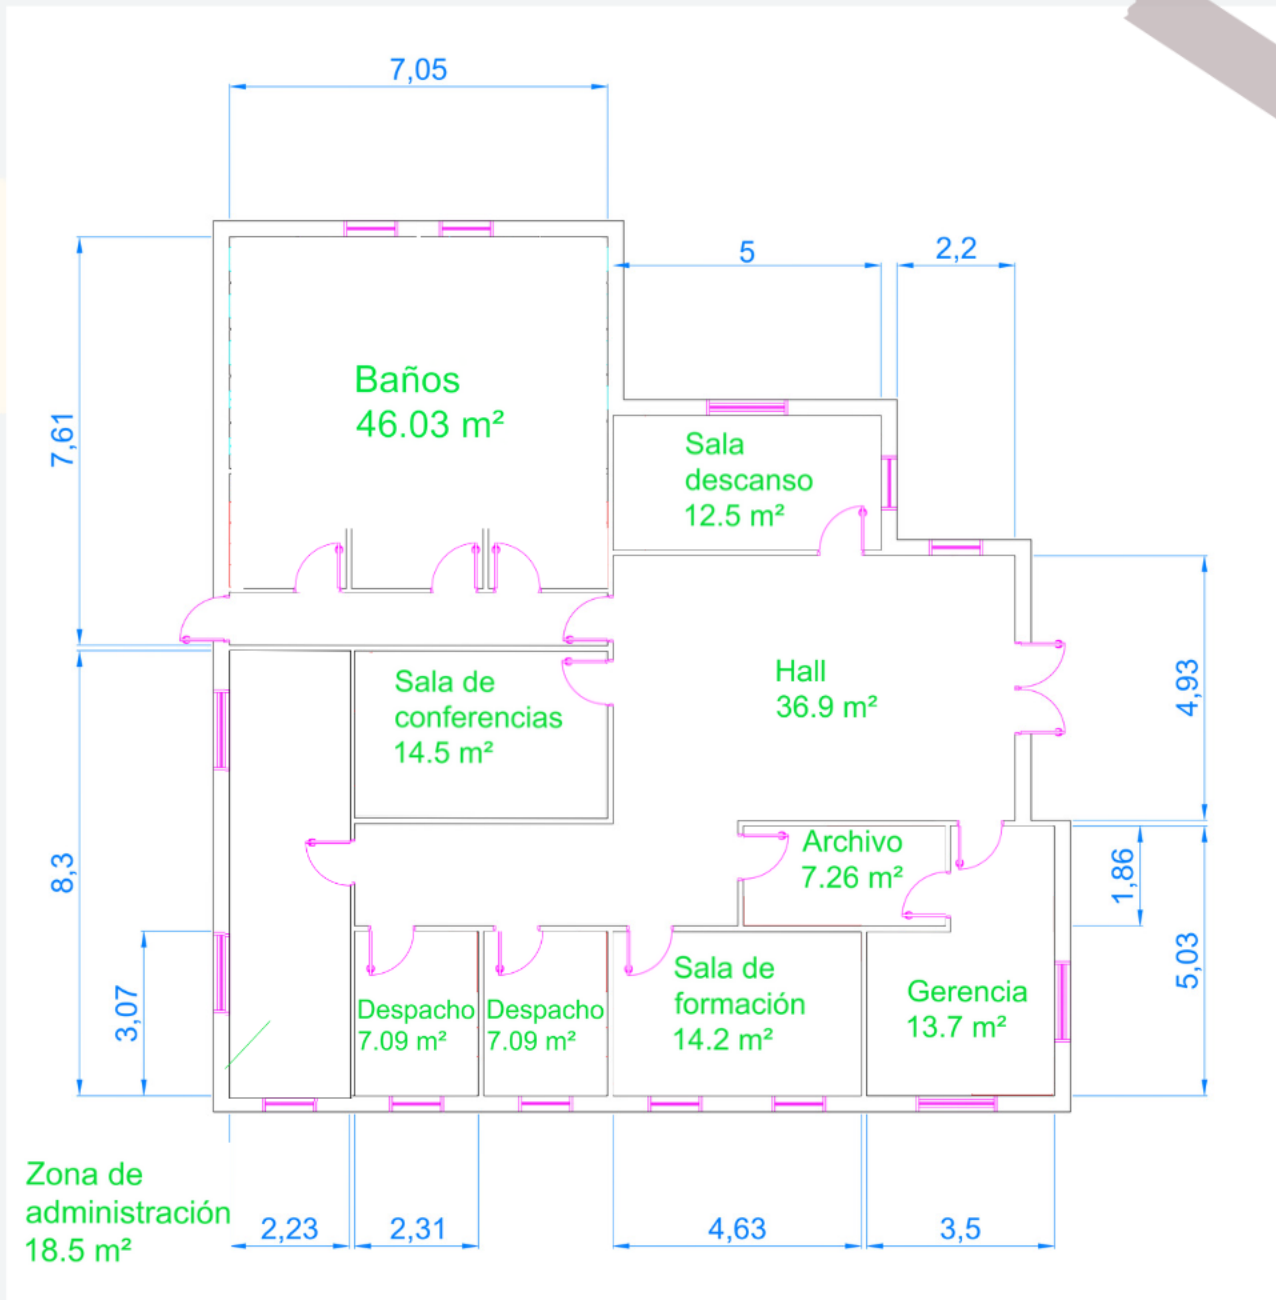 7,05
5
2,2
Baños
46.03 m²
7,61
Sala
descanso
12.5 m²
Sala de
conferencias
14.5 m²
Hall
36.9 m²
4,93
8,3
Archivo
7.26 m²
1,86
5,03
3,07
Despacho
7.09 m²
Despacho
7.09 m²
Sala de
formación
14.2 m²
Gerencia
13.7 m²
Zona de
administración
18.5 m²
2,23
2,31
4,63
3,5